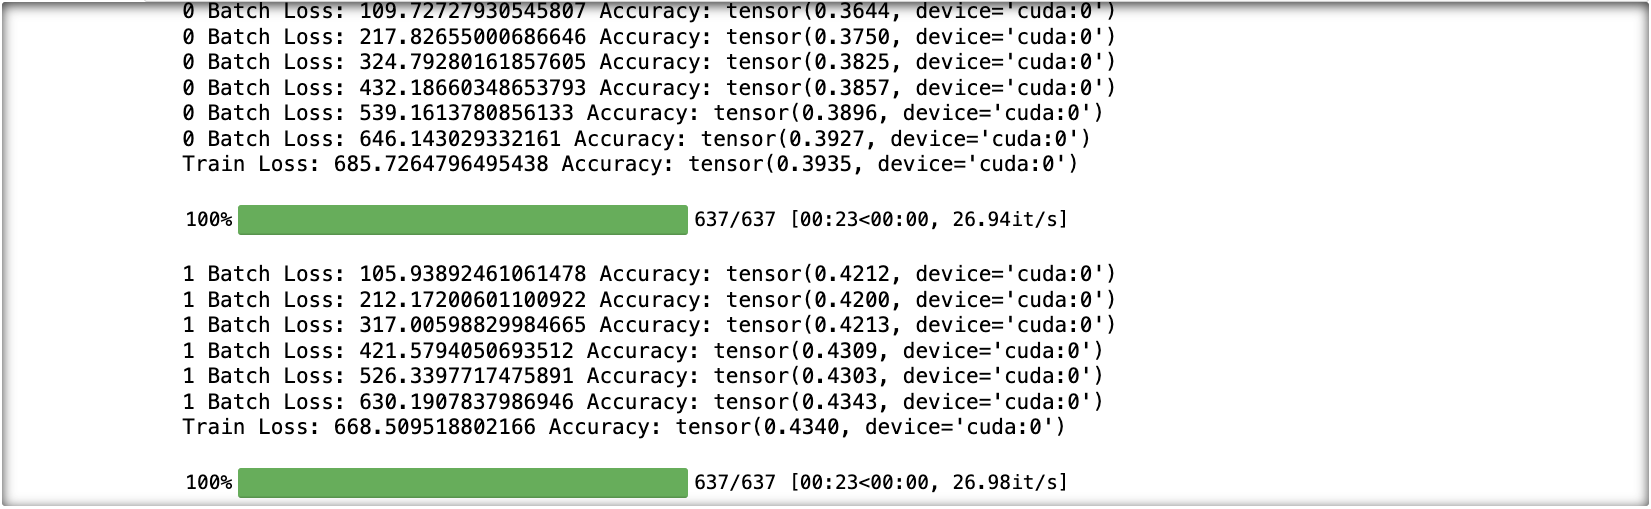 0 Batch Loss: 109.72727930545807 Accuracy: tensor(0.3644, device='cuda:0')
0 Batch Loss: 217.82655000686646 Accuracy: tensor(0.3750, device='cuda:0')
0 Batch Loss: 324.79280161857605 Accuracy: tensor(0.3825, device='cuda:0')
0 Batch Loss: 432.18660348653793 Accuracy: tensor(0.3857, device='cuda:0')
0 Batch Loss: 539.1613780856133 Accuracy: tensor(0.3896, device='cuda:0')
0 Batch Loss: 646.143029332161 Accuracy: tensor(0.3927, device='cuda:0')
Train Loss: 685.7264796495438 Accuracy: tensor(0.3935, device='cuda:0')
100% 637/637 [00:23<00:00, 26.94it/s]
1 Batch Loss: 105.93892461061478 Accuracy: tensor(0.4212, device='cuda:0')
1 Batch Loss: 212.17200601100922 Accuracy: tensor(0.4200, device='cuda:0')
1 Batch Loss: 317.00598829984665 Accuracy: tensor(0.4213, device='cuda:0')
1 Batch Loss: 421.5794050693512 Accuracy: tensor(0.4309, device='cuda:0')
1 Batch Loss: 526.3397717475891 Accuracy: tensor(0.4303, device='cuda:0')
1 Batch Loss: 630.1907837986946 Accuracy: tensor(0.4343, device='cuda:0')
Train Loss: 668.509518802166 Accuracy: tensor(0.4340, device='cuda:0')
100% 637/637 [00:23<00:00, 26.98it/s]